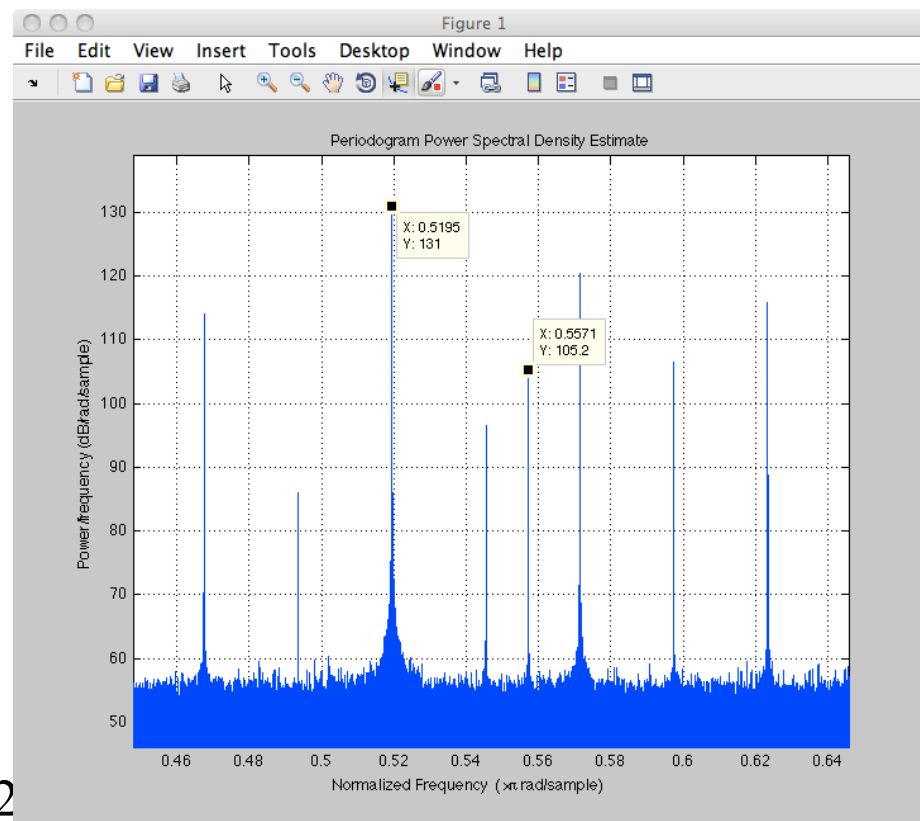 Figure 1
File Edit View Insert Tools Desktop Window Help
Periodogram Power Spectral Density Estimate
130
X: 0.5195
Y: 131
120
110
X: 0.5571
Y: 105.2
100
90
80
70
60
50
Power/frequency (dB/rad/sample)
0.46 0.48 0.5 0.52 0.54 0.56 0.58 0.6 0.62 0.64
Normalized Frequency (×π rad/sample)
2